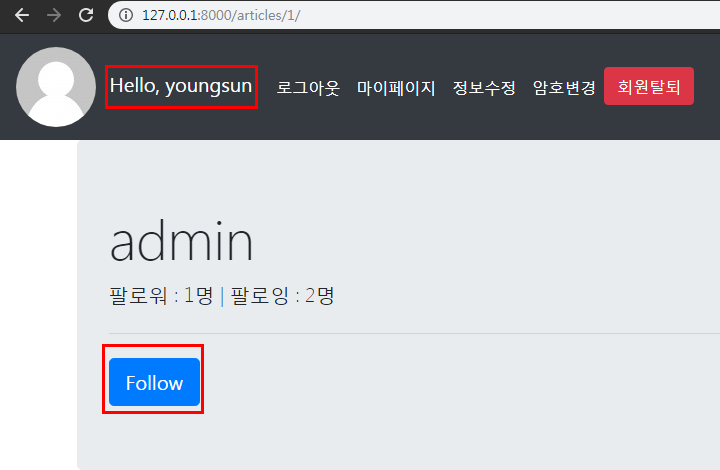 127.0.0.1:8000/articles/1/
Hello, youngsun 로그아웃 마이페이지 정보수정 암호변경 회원탈퇴
admin
팔로워 : 1명 | 팔로잉 : 2명
Follow